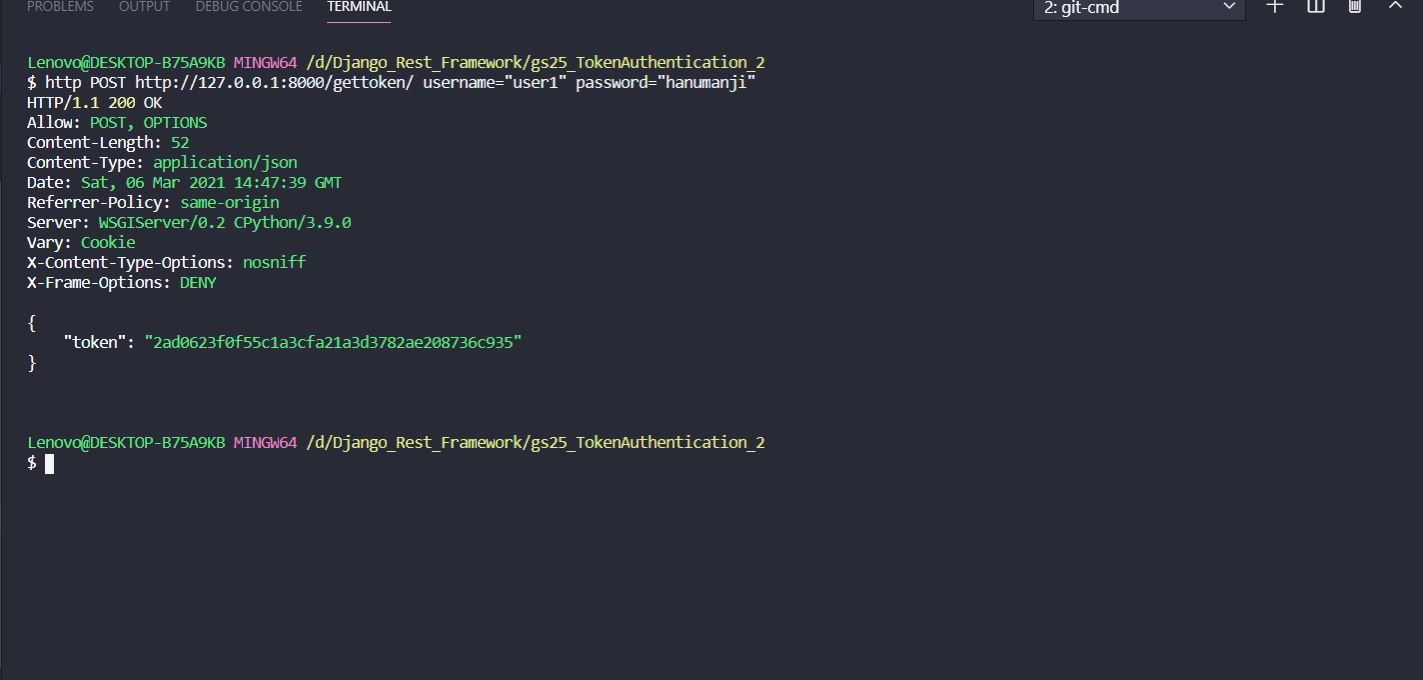 PROBLEMS OUTPUT DEBUG CONSOLE TERMINAL 2: git-cmd
Lenovo@DESKTOP-B75A9KB MINGW64 /d/Django_Rest_Framework/gs25_TokenAuthentication_2
$ http POST http://127.0.0.1:8000/gettoken/ username="user1" password="hanumanji"
HTTP/1.1 200 OK
Allow: POST, OPTIONS
Content-Length: 52
Content-Type: application/json
Date: Sat, 06 Mar 2021 14:47:39 GMT
Referrer-Policy: same-origin
Server: WSGIServer/0.2 CPython/3.9.0
Vary: Cookie
X-Content-Type-Options: nosniff
X-Frame-Options: DENY
{
"token": "2ad0623f0f55c1a3cfa21a3d3782ae208736c935"
}
Lenovo@DESKTOP-B75A9KB MINGW64 /d/Django_Rest_Framework/gs25_TokenAuthentication_2
$